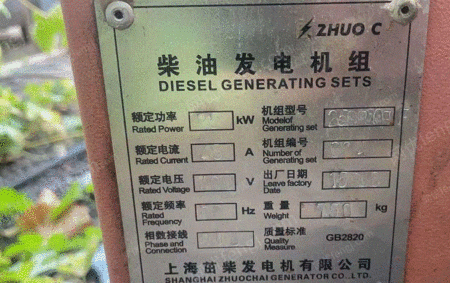 ZHUO C
柴油发电机组
DIESEL GENERATING SETS
额定功率 kW 机组型号
Rated Power Modelof Generating set
额定电流 A 机组编号
Rated Current Number of Generating set
额定电压 V 出厂日期
Rated Voltage Leave factory Date
额定频率 Hz 重量 kg
Rated Frequency Weight
相数接线 质量标准 GB2820
Phase and Connection Quality Measure
上海茁柴发电机有限公司
SHANGHAI ZHUOCHAI GENERATOR CO.,LTD.